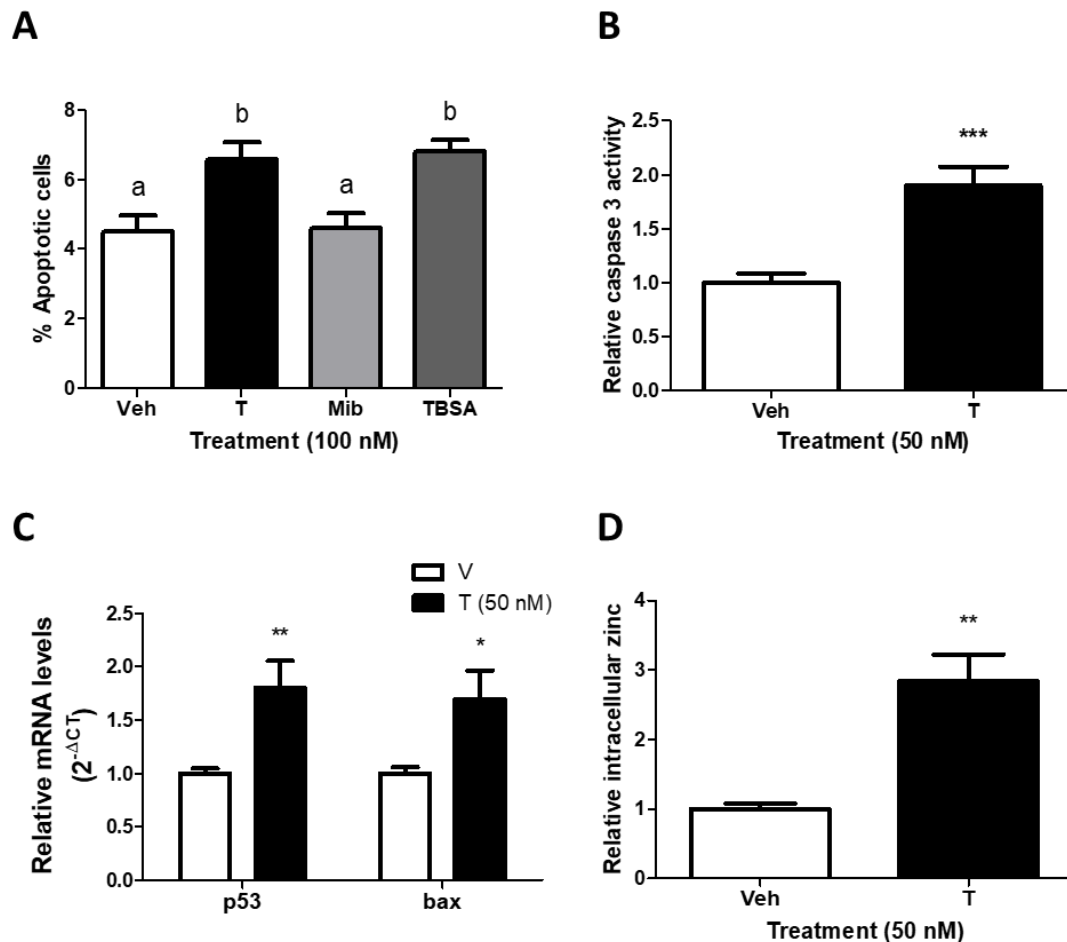 A
% Apoptotic cells
8
6
4
2
0
a
b
a
b
Veh T Mib TBSA
Treatment (100 nM)
B
Relative caspase 3 activity
2.5
2.0
1.5
1.0
0.5
0.0
***
Veh T
Treatment (50 nM)
C
V
T (50 nM)
Relative mRNA levels
(2^-ΔCT)
2.5
2.0
1.5
1.0
0.5
0.0
**
*
p53 bax
D
Relative intracellular zinc
4
3
2
1
0
**
Veh T
Treatment (50 nM)